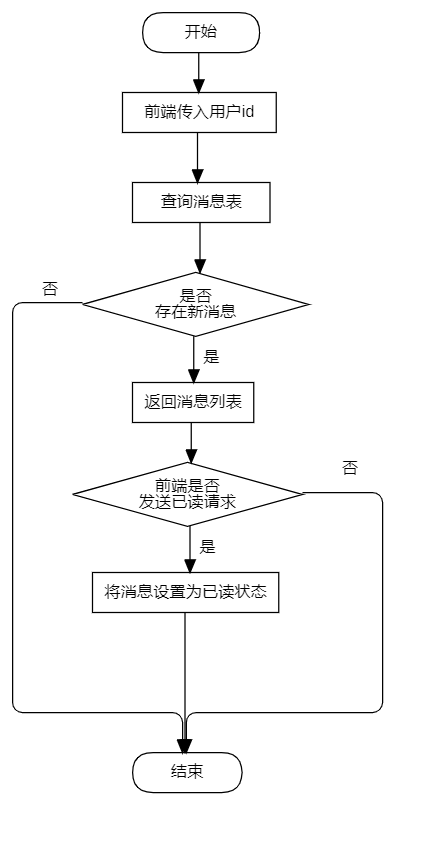 开始
前端传入用户id
查询消息表
否
是否
存在新消息
是
返回消息列表
否
前端是否
发送已读请求
是
将消息设置为已读状态
结束